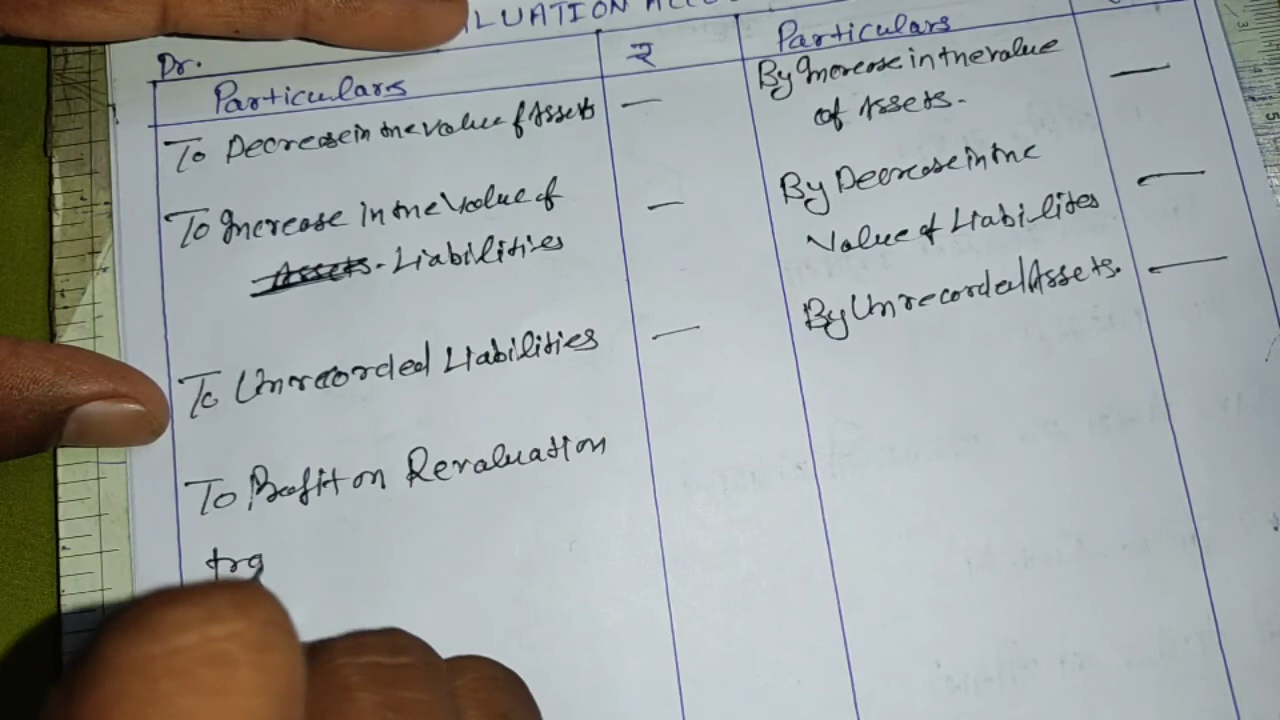 Dr.
Particulars ₹ Particulars
To Decrease in the value of Assets —
To Increase in the value of
Assets. Liabilities —
To Unrecorded Liabilities —
To Profit on Revaluation
tra
By Increase in the value
of Assets. —
By Decrease in the
Value of Liabilites —
By Unrecorded Assets. —